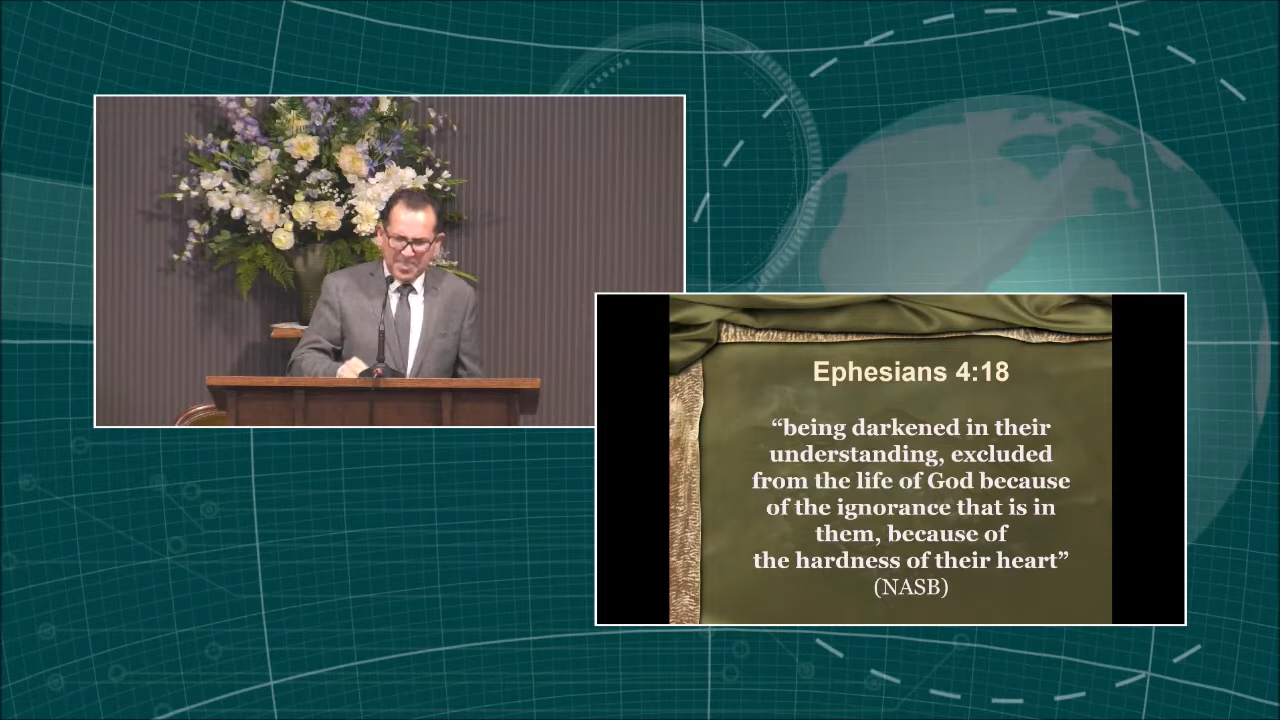 Ephesians 4:18
“being darkened in their
understanding, excluded
from the life of God because
of the ignorance that is in
them, because of
the hardness of their heart”
(NASB)